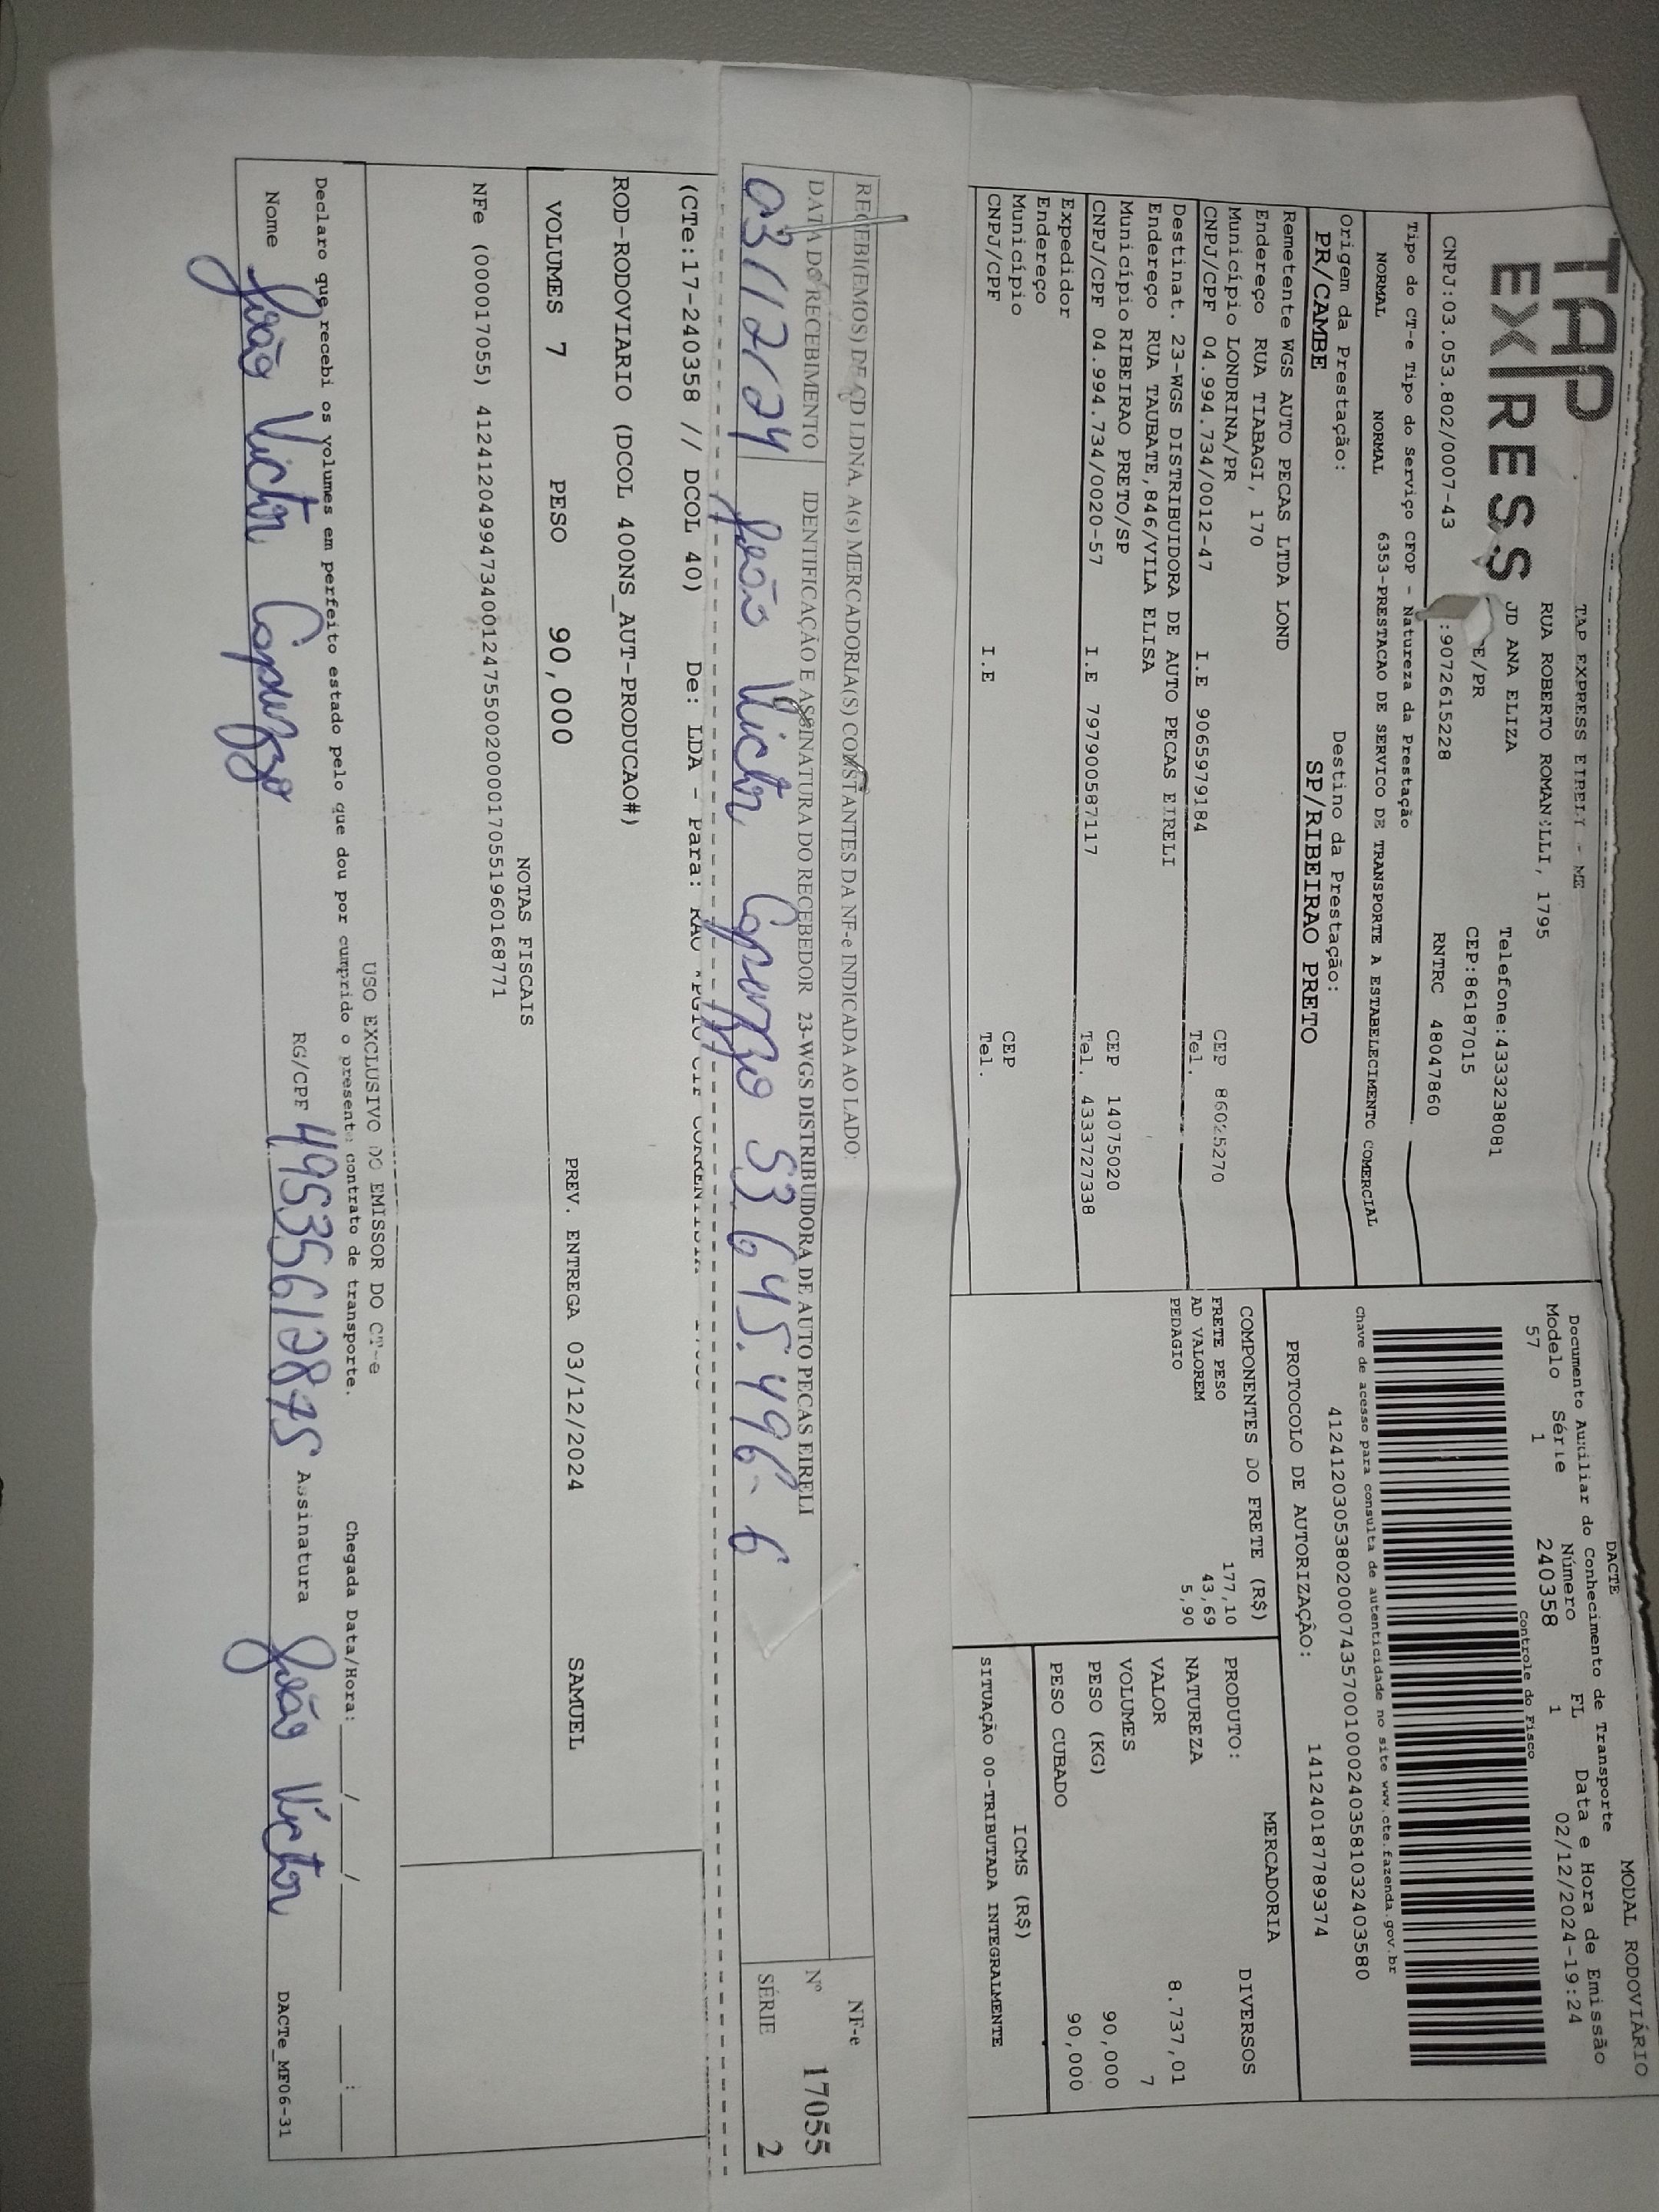 MODAL RODOVIÁRIO
DACTE
Documento Auxiliar do Conhecimento de Transporte
Modelo Série Número FL Data e Hora de Emissão
57 1 240358 1 02/12/2024-19:24
Controle do Fisco
Chave de acesso para consulta de autenticidade no site www.cte.fazenda.gov.br
41241203053802000743570010002403581032403580
PROTOCOLO DE AUTORIZAÇÃO: 141240187789374
TAP EXPRESS
TAP EXPRESS EIRELY - ME
RUA ROBERTO ROMANELLI, 1795
JD ANA ELIZA Telefone:4333238081
E/PR CEP:86187015
CNPJ:03.053.802/0007-43 :9072615228 RNTRC 48047860
Tipo do CT-e Tipo do Serviço CFOP - Natureza da Prestação
NORMAL NORMAL 6353-PRESTACAO DE SERVICO DE TRANSPORTE A ESTABELECIMENTO COMERCIAL
Origem da Prestação: Destino da Prestação:
PR/CAMBE SP/RIBEIRAO PRETO
Remetente WGS AUTO PECAS LTDA LOND
Endereço RUA TIABAGI, 170
Município LONDRINA/PR CEP 86025270
CNPJ/CPF 04.994.734/0012-47 I.E 9065979184 Tel.
Destinat. 23-WGS DISTRIBUIDORA DE AUTO PECAS EIRELI
Endereço RUA TAUBATE,846/VILA ELISA
Município RIBEIRAO PRETO/SP CEP 14075020
CNPJ/CPF 04.994.734/0020-57 I.E 797900587117 Tel. 4333727338
Expedidor
Endereço
Município CEP
CNPJ/CPF I.E Tel.
COMPONENTES DO FRETE (R$)
FRETE PESO 177,10
AD VALOREM 43,69
PEDAGIO 5,90
MERCADORIA
PRODUTO: DIVERSOS
NATUREZA
VALOR 8.737,01
VOLUMES 7
PESO (KG) 90,000
PESO CUBADO 90,000
ICMS (R$)
SITUAÇÃO 00-TRIBUTADA INTEGRALMENTE
RECEBI(EMOS) DE CD LDNA, A(s) MERCADORIA(S) CONSTANTES DA NF-e INDICADA AO LADO:
DATA DO RECEBIMENTO IDENTIFICAÇÃO E ASSINATURA DO RECEBEDOR 23-WGS DISTRIBUIDORA DE AUTO PECAS EIRELI
03/12/24 João Victor Coparzzo 53.645.496-6
NF-e
Nº 17055
SÉRIE 2
(CTe:17-240358 // DCOL 40) De: LDA - Para: RAO
ROD-RODOVIARIO (DCOL 400NS_AUT-PRODUCAO#)
VOLUMES 7 PESO 90,000 PREV. ENTREGA 03/12/2024 SAMUEL
NOTAS FISCAIS
NFe (000017055) 41241204994734001247550020000170551960168771
USO EXCLUSIVO DO EMISSOR DO CT-e
Declaro que recebi os volumes em perfeito estado pelo que dou por cumprido o presente contrato de transporte. Chegada Data/Hora: ____/____/____ ____:____
Nome João Victor Coparzzo RG/CPF 49535612875 Assinatura João Victor
DACTe_MF06-31